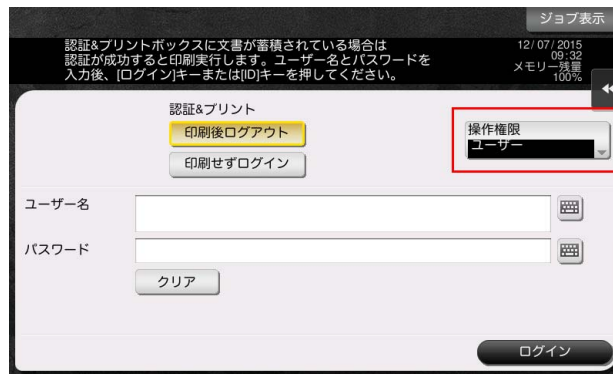 ジョブ表示
認証&プリントボックスに文書が蓄積されている場合は
認証が成功すると印刷実行します。ユーザー名とパスワードを
入力後、[ログイン]キーまたは[ID]キーを押してください。
12/07/2015
09:32
メモリー残量
100%
認証&プリント
印刷後ログアウト
印刷せずログイン
操作権限
ユーザー
ユーザー名
パスワード
クリア
ログイン